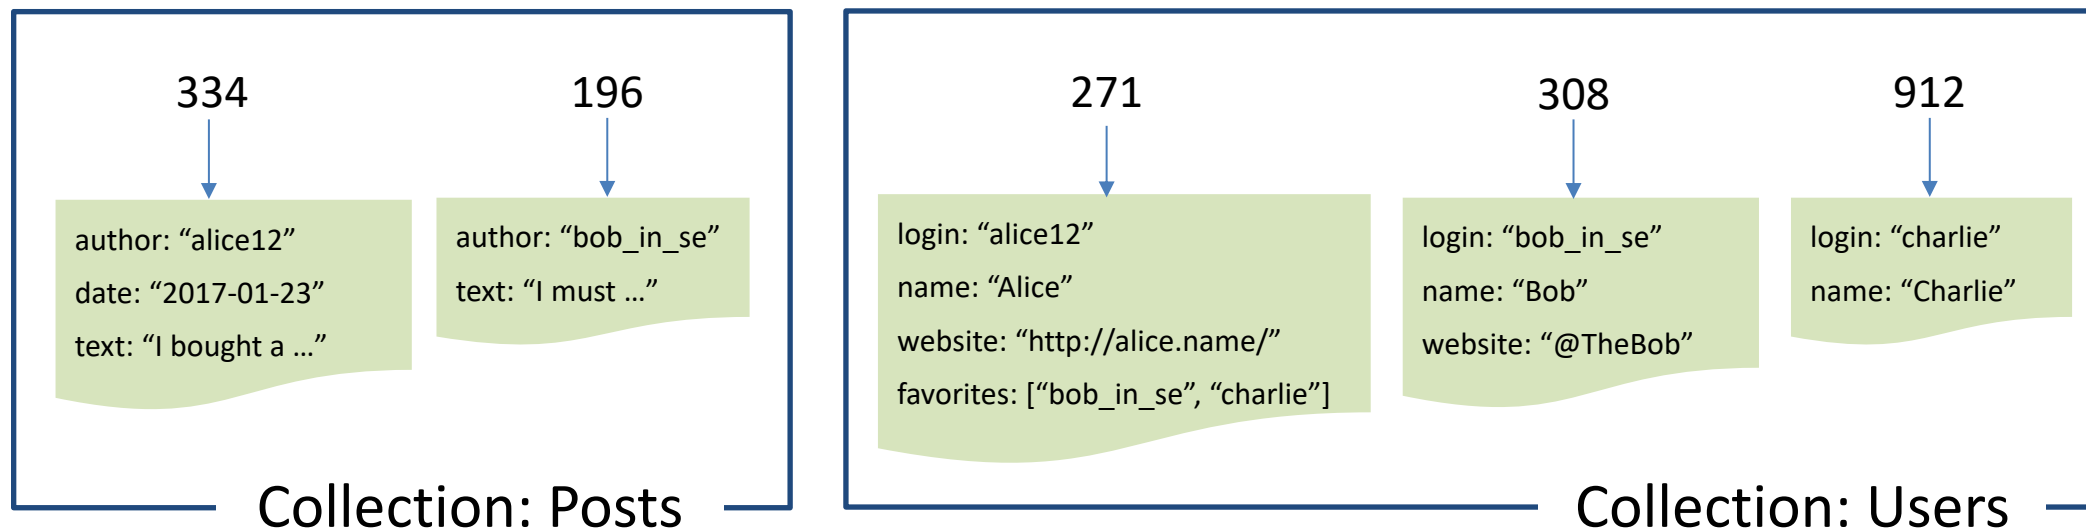 334
author: “alice12”
date: “2017-01-23”
text: “I bought a …”
196
author: “bob_in_se”
text: “I must …”
Collection: Posts
271
login: “alice12”
name: “Alice”
website: “http://alice.name/”
favorites: [“bob_in_se”, “charlie”]
308
login: “bob_in_se”
name: “Bob”
website: “@TheBob”
912
login: “charlie”
name: “Charlie”
Collection: Users